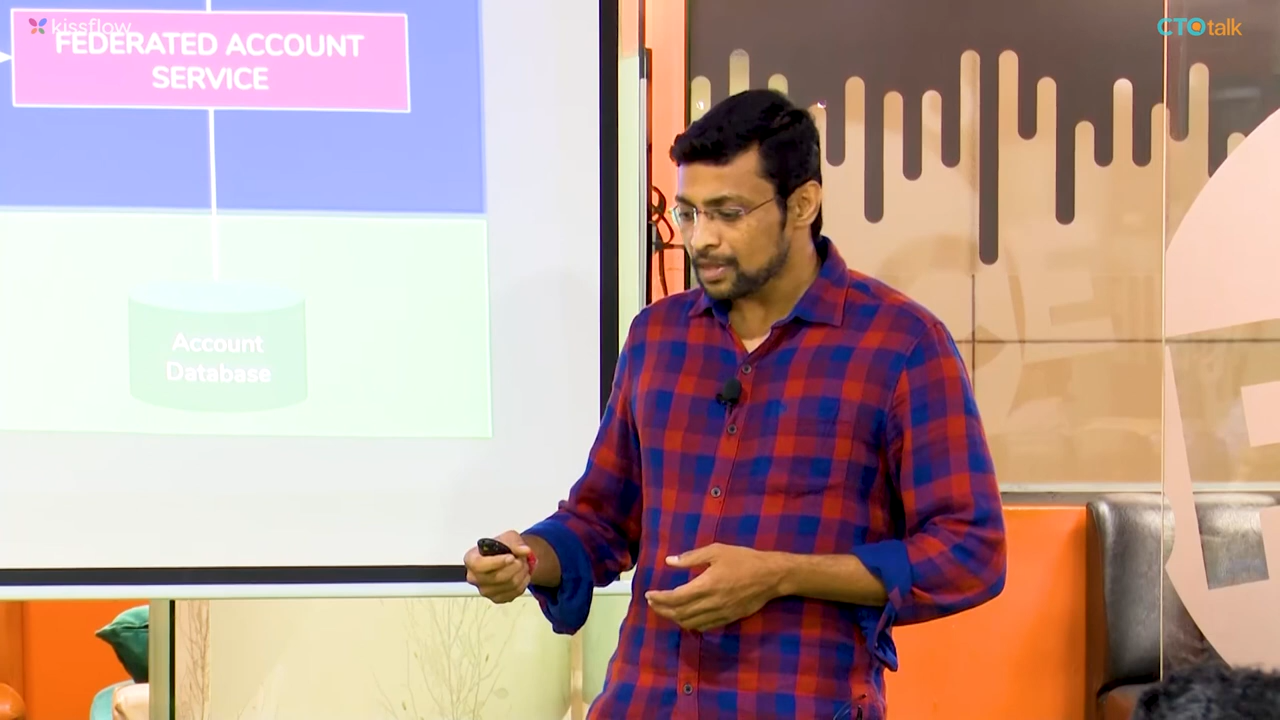 kissflow
CTOtalk
FEDERATED ACCOUNT
SERVICE
Account
Database